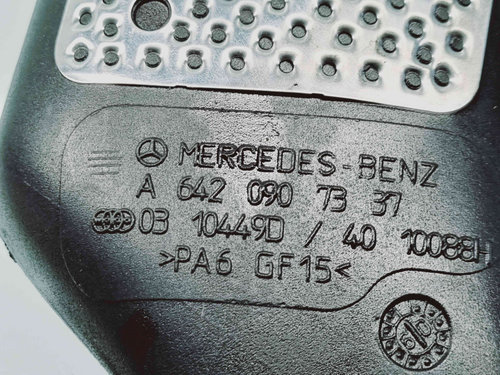 MERCEDES-BENZ
A 642 090 73 37
03 10449D / 40 10088H
>PA6 GF15<